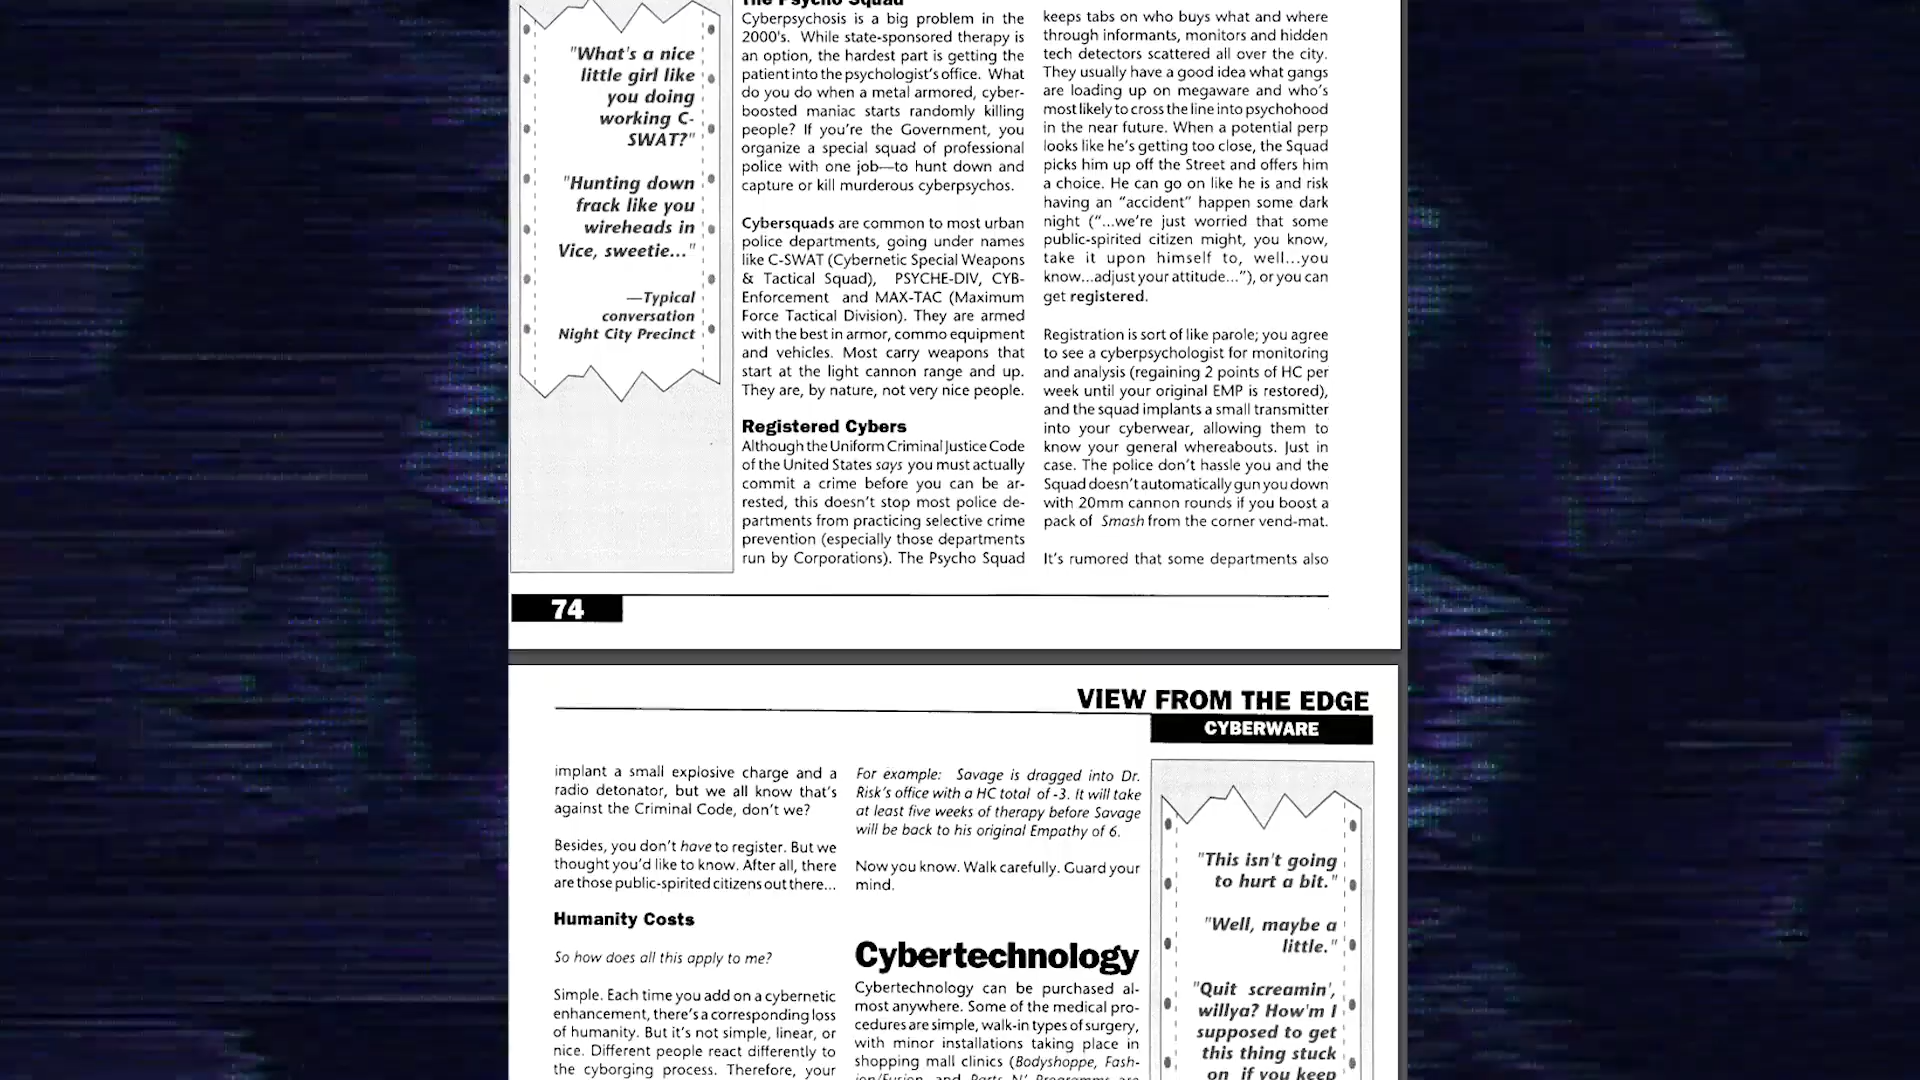 "What's a nice
little girl like
you doing
working C-
SWAT?"
"Hunting down
frack like you
wireheads in
Vice, sweetie..."
—Typical
conversation
Night City Precinct
The Psycho Squad
Cyberpsychosis is a big problem in the
2000's. While state-sponsored therapy is
an option, the hardest part is getting the
patient into the psychologist's office. What
do you do when a metal armored, cyber-
boosted maniac starts randomly killing
people? If you're the Government, you
organize a special squad of professional
police with one job—to hunt down and
capture or kill murderous cyberpsychos.
Cybersquads are common to most urban
police departments, going under names
like C-SWAT (Cybernetic Special Weapons
& Tactical Squad), PSYCHE-DIV, CYB-
Enforcement and MAX-TAC (Maximum
Force Tactical Division). They are armed
with the best in armor, commo equipment
and vehicles. Most carry weapons that
start at the light cannon range and up.
They are, by nature, not very nice people.
Registered Cybers
Although the Uniform Criminal Justice Code
of the United States says you must actually
commit a crime before you can be ar-
rested, this doesn't stop most police de-
partments from practicing selective crime
prevention (especially those departments
run by Corporations). The Psycho Squad
keeps tabs on who buys what and where
through informants, monitors and hidden
tech detectors scattered all over the city.
They usually have a good idea what gangs
are loading up on megaware and who's
most likely to cross the line into psychohood
in the near future. When a potential perp
looks like he's getting too close, the Squad
picks him up off the Street and offers him
a choice. He can go on like he is and risk
having an "accident" happen some dark
night ("...we're just worried that some
public-spirited citizen might, you know,
take it upon himself to, well...you
know...adjust your attitude..."), or you can
get registered.
Registration is sort of like parole; you agree
to see a cyberpsychologist for monitoring
and analysis (regaining 2 points of HC per
week until your original EMP is restored),
and the squad implants a small transmitter
into your cyberwear, allowing them to
know your general whereabouts. Just in
case. The police don't hassle you and the
Squad doesn't automatically gun you down
with 20mm cannon rounds if you boost a
pack of Smash from the corner vend-mat.
It's rumored that some departments also
74
VIEW FROM THE EDGE
CYBERWARE
implant a small explosive charge and a
radio detonator, but we all know that's
against the Criminal Code, don't we?
Besides, you don't have to register. But we
thought you'd like to know. After all, there
are those public-spirited citizens out there...
Humanity Costs
So how does all this apply to me?
Simple. Each time you add on a cybernetic
enhancement, there's a corresponding loss
of humanity. But it's not simple, linear, or
nice. Different people react differently to
the cyborging process. Therefore, your
For example: Savage is dragged into Dr.
Risk's office with a HC total of -3. It will take
at least five weeks of therapy before Savage
will be back to his original Empathy of 6.
Now you know. Walk carefully. Guard your
mind.
Cybertechnology
Cybertechnology can be purchased al-
most anywhere. Some of the medical pro-
cedures are simple, walk-in types of surgery,
with minor installations taking place in
shopping mall clinics (Bodyshoppe, Fash-
ion/Fusion, and Parts N' Programms are
"This isn't going
to hurt a bit."
"Well, maybe a
little."
"Quit screamin',
willya? How'm I
supposed to get
this thing stuck
on if you keep